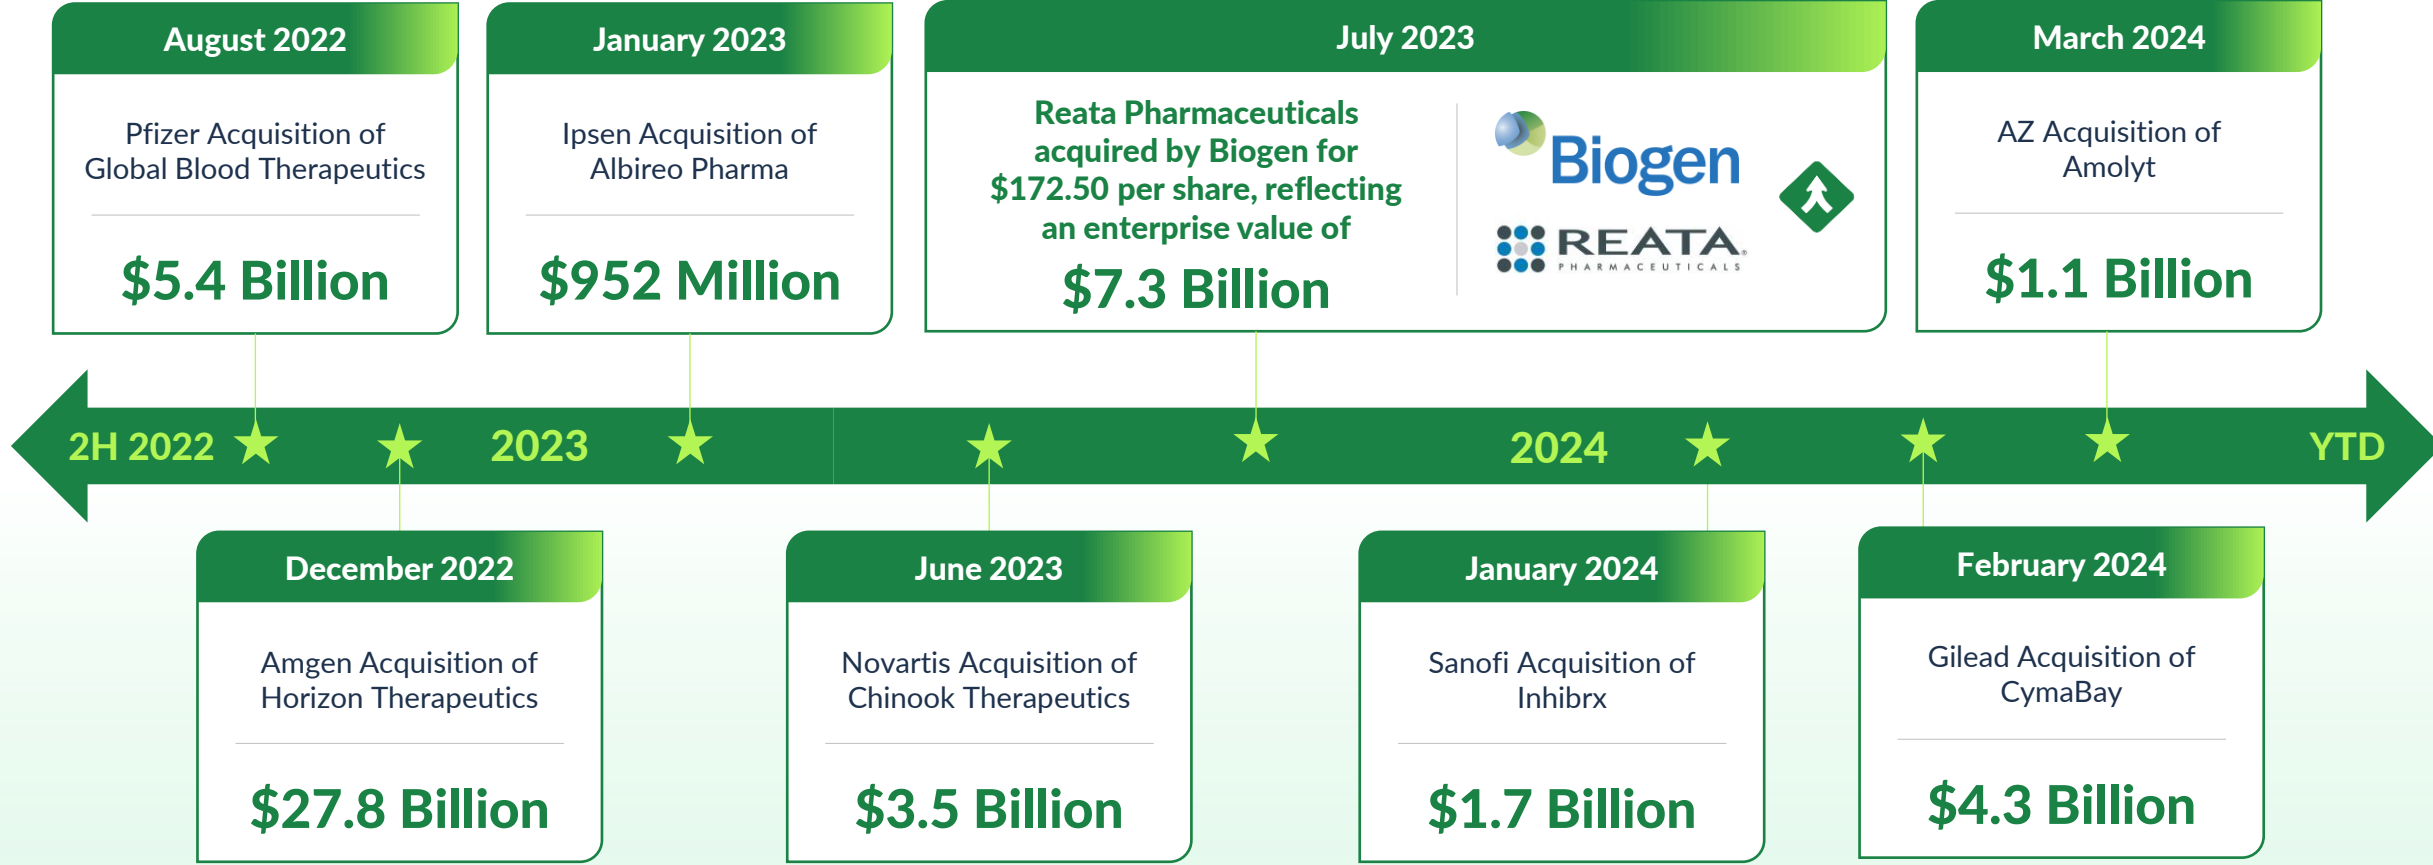 August 2022
Pfizer Acquisition of
Global Blood Therapeutics
$5.4 Billion
January 2023
Ipsen Acquisition of
Albireo Pharma
$952 Million
July 2023
Reata Pharmaceuticals
acquired by Biogen for
$172.50 per share, reflecting
an enterprise value of
$7.3 Billion
Biogen
REATA®
PHARMACEUTICALS
March 2024
AZ Acquisition of
Amolyt
$1.1 Billion
2H 2022
2023
2024
YTD
December 2022
Amgen Acquisition of
Horizon Therapeutics
$27.8 Billion
June 2023
Novartis Acquisition of
Chinook Therapeutics
$3.5 Billion
January 2024
Sanofi Acquisition of
Inhibrx
$1.7 Billion
February 2024
Gilead Acquisition of
CymaBay
$4.3 Billion